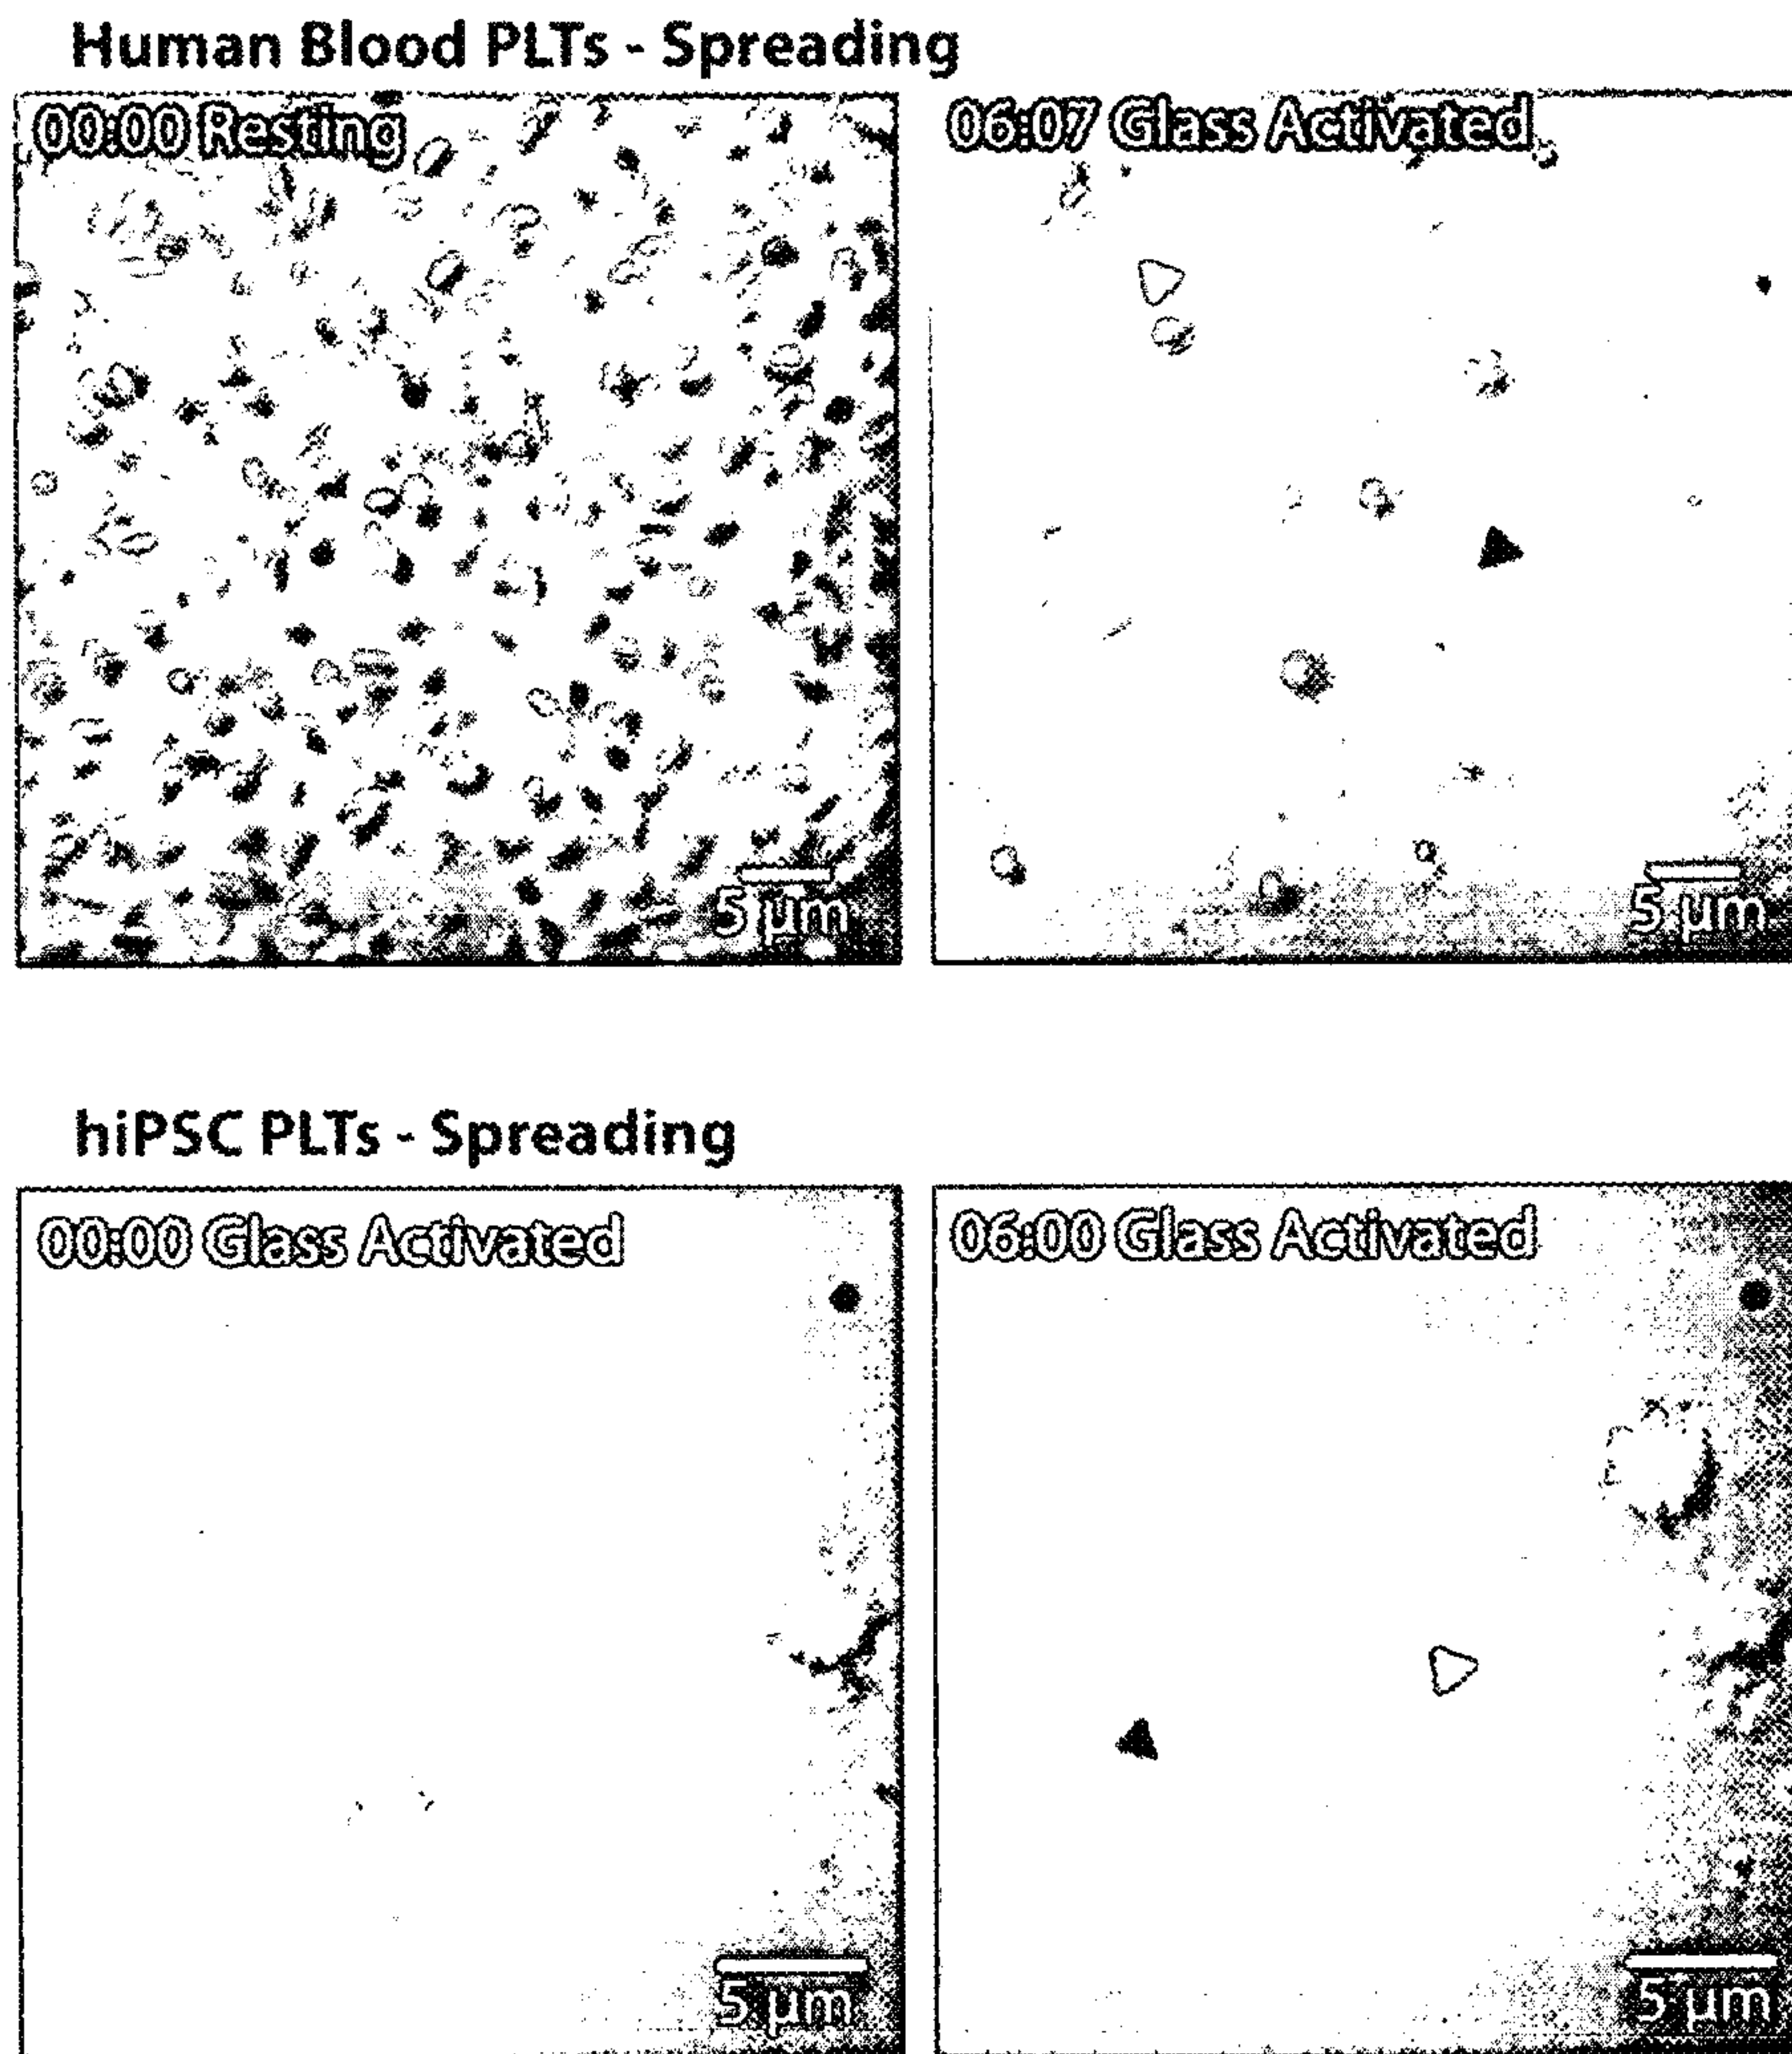 Human Blood PLTs - Spreading
00:00 Resting
06:07 Glass Activated
5 µm
5 µm
hiPSC PLTs - Spreading
00:00 Glass Activated
06:00 Glass Activated
5 µm
5 µm